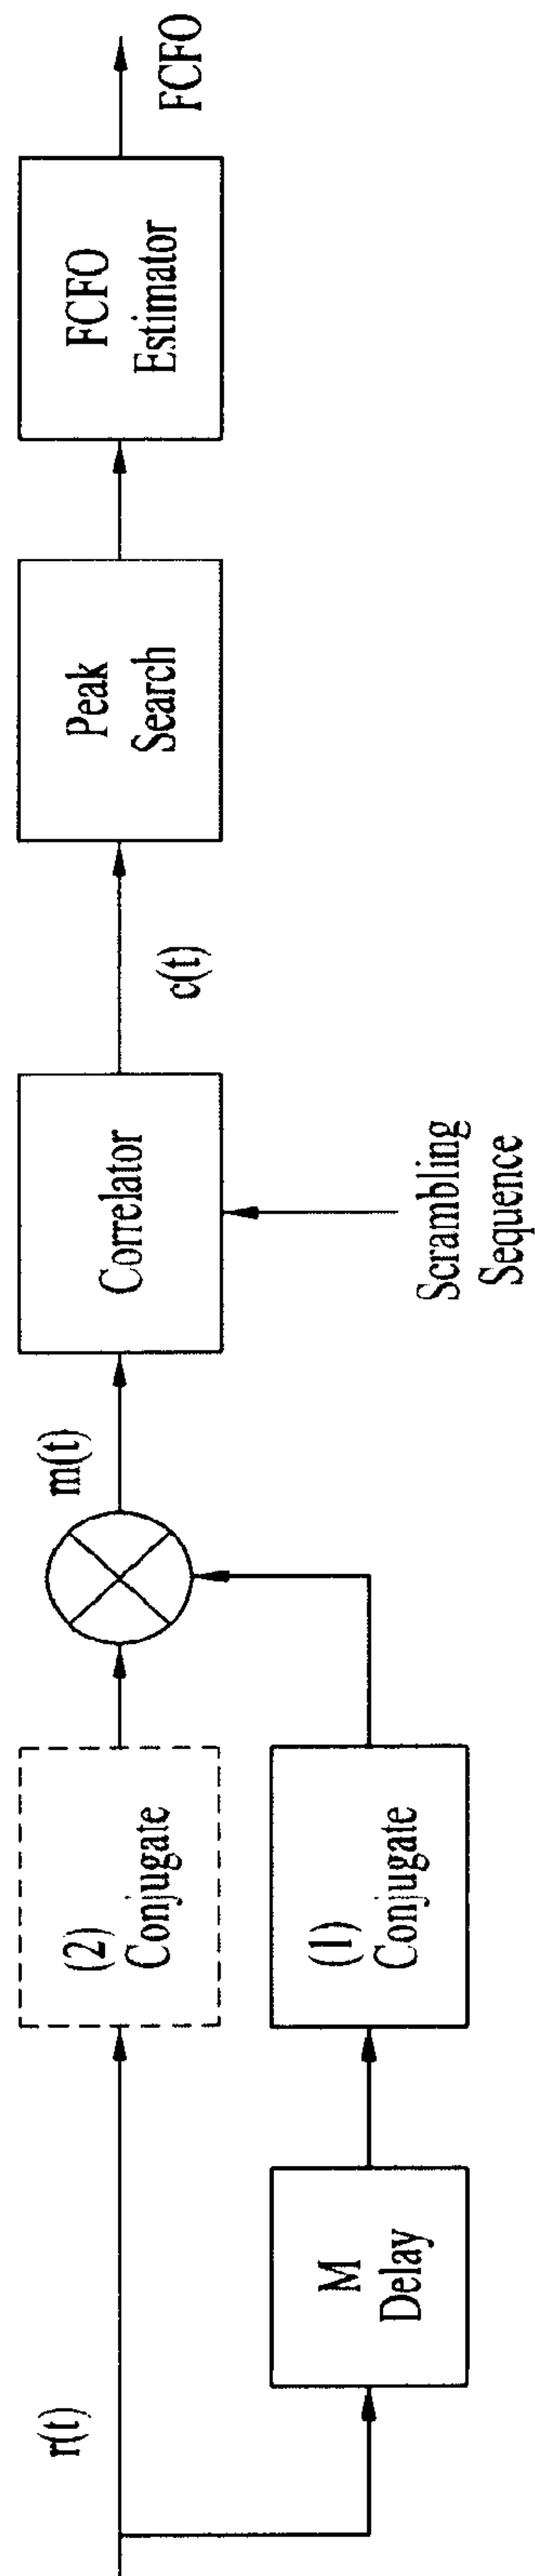 r(t)
M
Delay
(2)
Conjugate
(1)
Conjugate
m(t)
Correlator
Scrambling
Sequence
c(t)
Peak
Search
FCFO
Estimator
FCFO